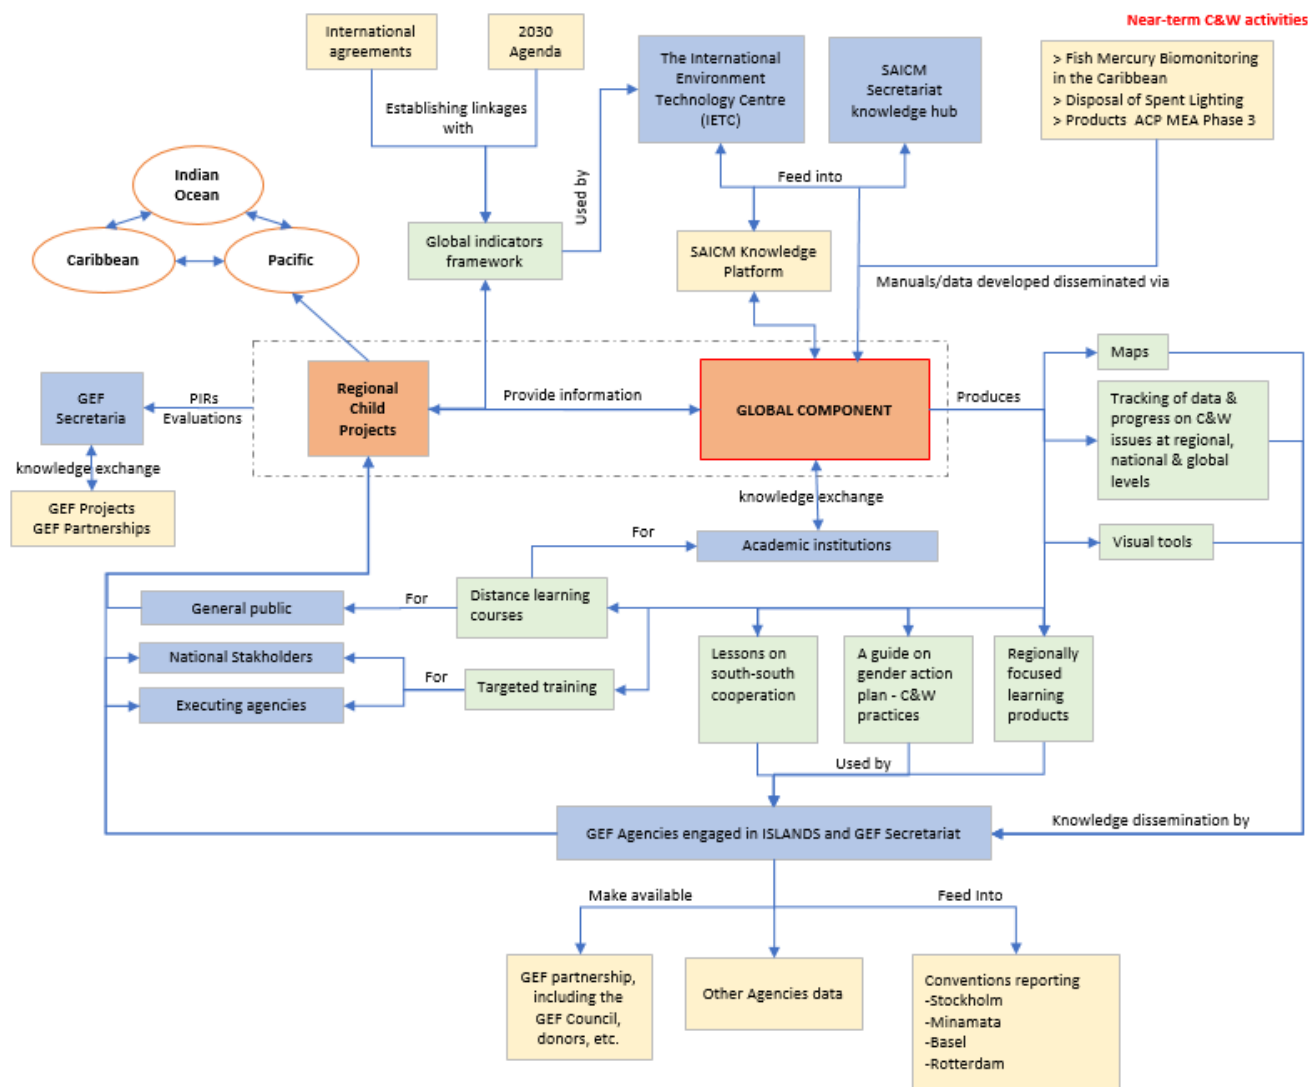 Near-term C&W activities
International
agreements
2030
Agenda
The International
Environment
Technology Centre
(IETC)
SAICM
Secretariat
knowledge hub
> Fish Mercury Biomonitoring
in the Caribbean
> Disposal of Spent Lighting
> Products  ACP MEA Phase 3
Establishing linkages
with
Used by
Feed into
Indian
Ocean
Caribbean
Pacific
Global indicators
framework
SAICM Knowledge
Platform
Manuals/data developed disseminated via
GEF
Secretaria
PIRs
Evaluations
Regional
Child
Projects
Provide information
GLOBAL COMPONENT
Produces
Maps
Tracking of data &
progress on C&W
issues at regional,
national & global
levels
knowledge exchange
GEF Projects
GEF Partnerships
knowledge exchange
For
Academic institutions
Visual tools
General public
For
Distance learning
courses
National Stakholders
For
Targeted training
Executing agencies
Lessons on
south-south
cooperation
A guide on
gender action
plan - C&W
practices
Regionally
focused
learning
products
Used by
GEF Agencies engaged in ISLANDS and GEF Secretariat
Knowledge dissemination by
Make available
Feed Into
GEF partnership,
including the
GEF Council,
donors, etc.
Other Agencies data
Conventions reporting
-Stockholm
-Minamata
-Basel
-Rotterdam